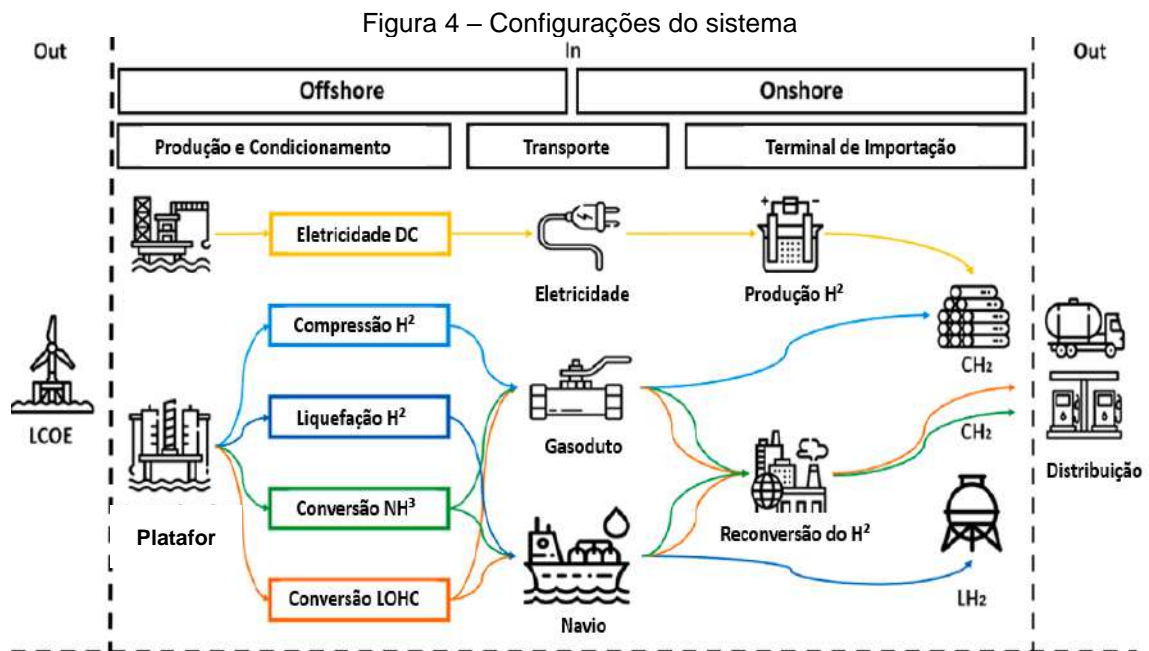 Figura 4 – Configurações do sistema
Out
In
Out
Offshore
Onshore
Produção e Condicionamento
Transporte
Terminal de Importação
Eletricidade DC
Eletricidade
Produção H²
Compressão H²
CH₂
Liquefação H²
Gasoduto
CH₂
LCOE
Distribuição
Conversão NH³
Platafor
Reconversão do H²
Conversão LOHC
Navio
LH₂